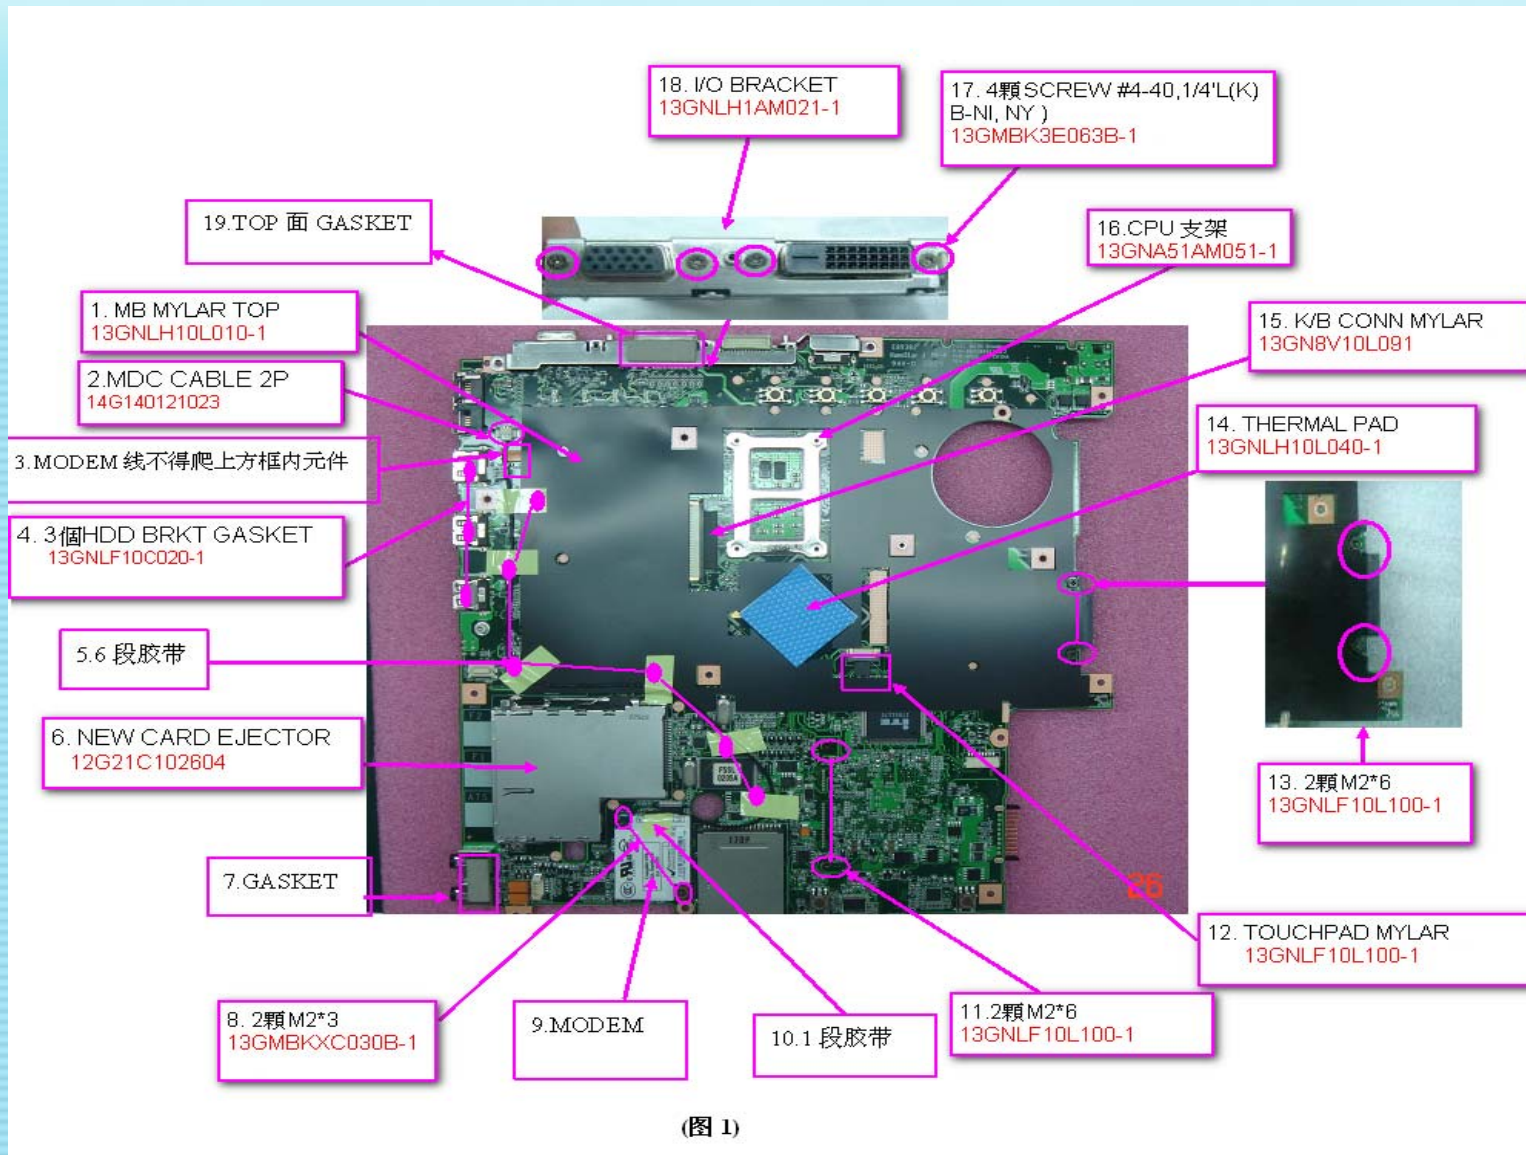 18. I/O BRACKET
13GNLH1AM021-1
17. 4顆SCREW #4-40,1/4'L(K)
B-NI, NY )
13GMBK3E063B-1
19.TOP 面 GASKET
16.CPU 支架
13GNA51AM051-1
1. MB MYLAR TOP
13GNLH10L010-1
15. K/B CONN MYLAR
13GN8V10L091
2.MDC CABLE 2P
14G140121023
14. THERMAL PAD
13GNLH10L040-1
3.MODEM 线不得爬上方框内元件
4. 3個HDD BRKT GASKET
13GNLF10C020-1
5.6 段胶带
6. NEW CARD EJECTOR
12G21C102604
13. 2顆M2*6
13GNLF10L100-1
7.GASKET
26
12. TOUCHPAD MYLAR
13GNLF10L100-1
8. 2顆M2*3
13GMBKXC030B-1
9.MODEM
10.1 段胶带
11.2顆M2*6
13GNLF10L100-1
(图 1)